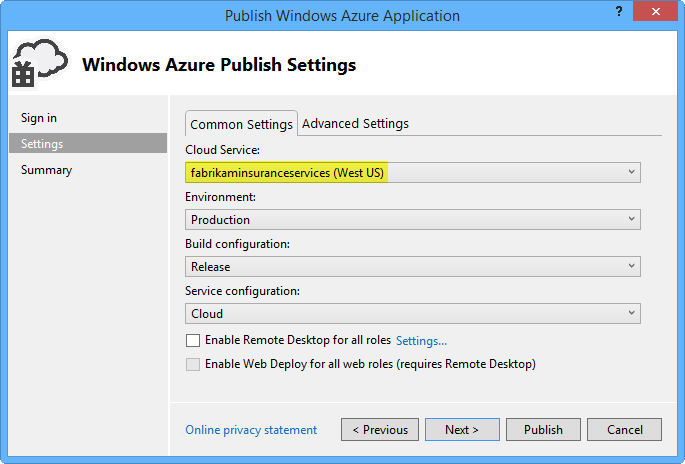 Publish Windows Azure Application
?
Windows Azure Publish Settings
Sign in
Settings
Summary
Common Settings
Advanced Settings
Cloud Service:
fabrikaminsuranceservices (West US)
Environment:
Production
Build configuration:
Release
Service configuration:
Cloud
Enable Remote Desktop for all roles Settings...
Enable Web Deploy for all web roles (requires Remote Desktop)
Online privacy statement
< Previous
Next >
Publish
Cancel